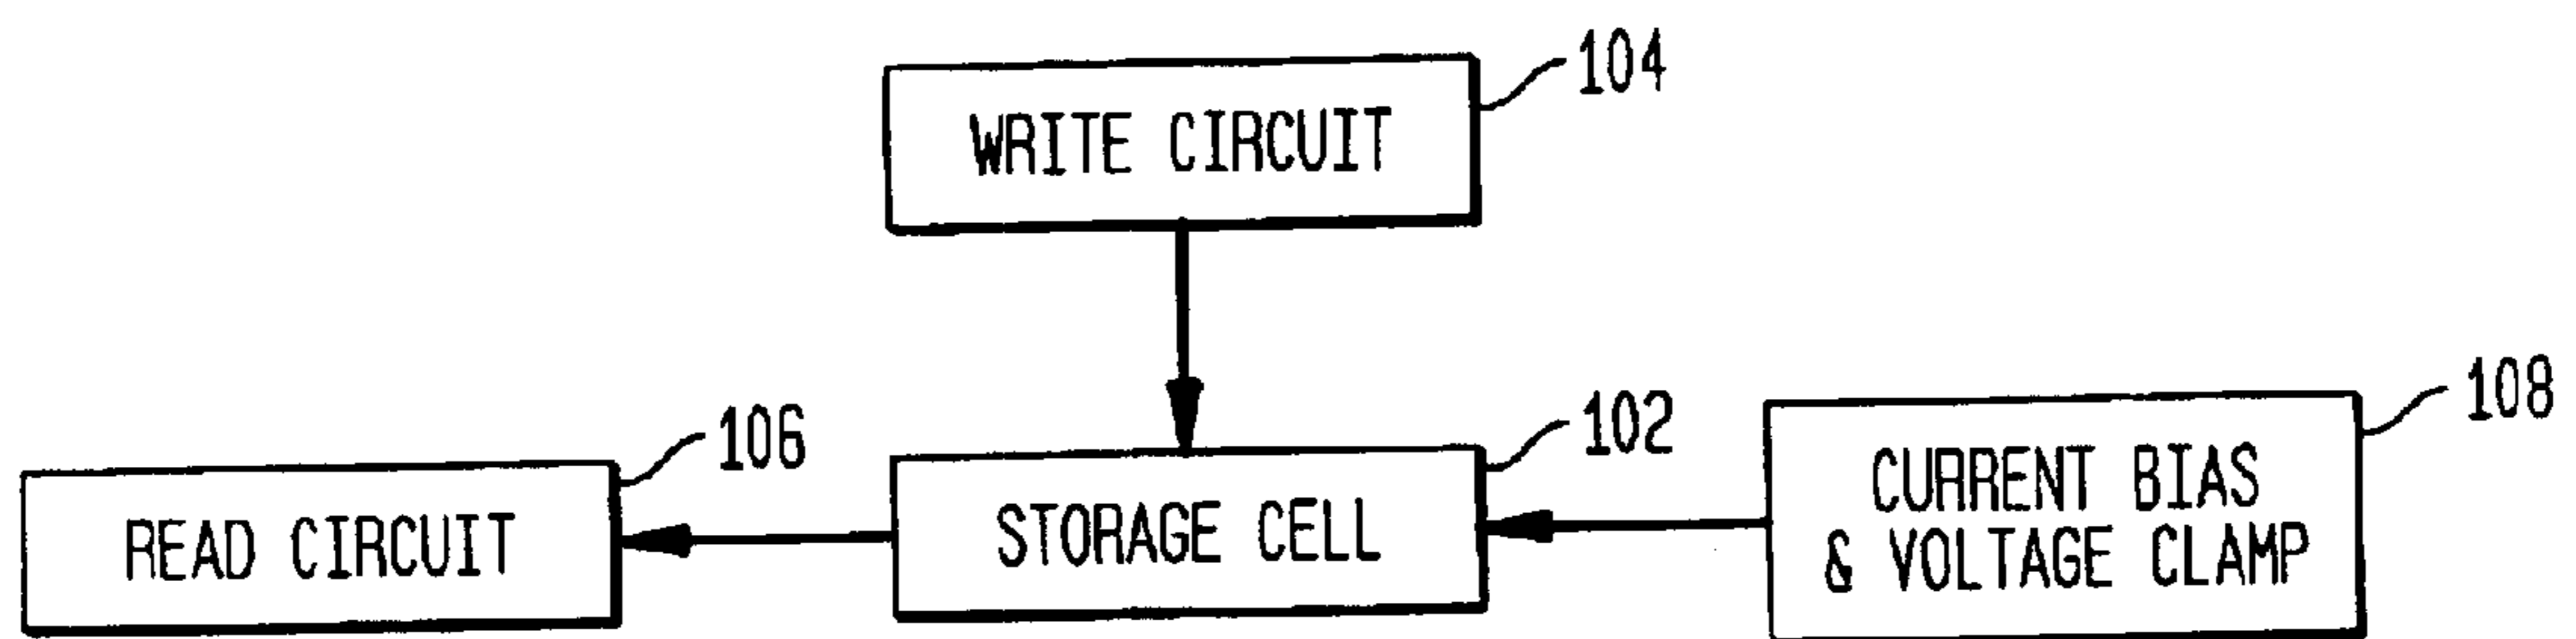 104
WRITE CIRCUIT
108
102
106
CURRENT BIAS
& VOLTAGE CLAMP
STORAGE CELL
READ CIRCUIT